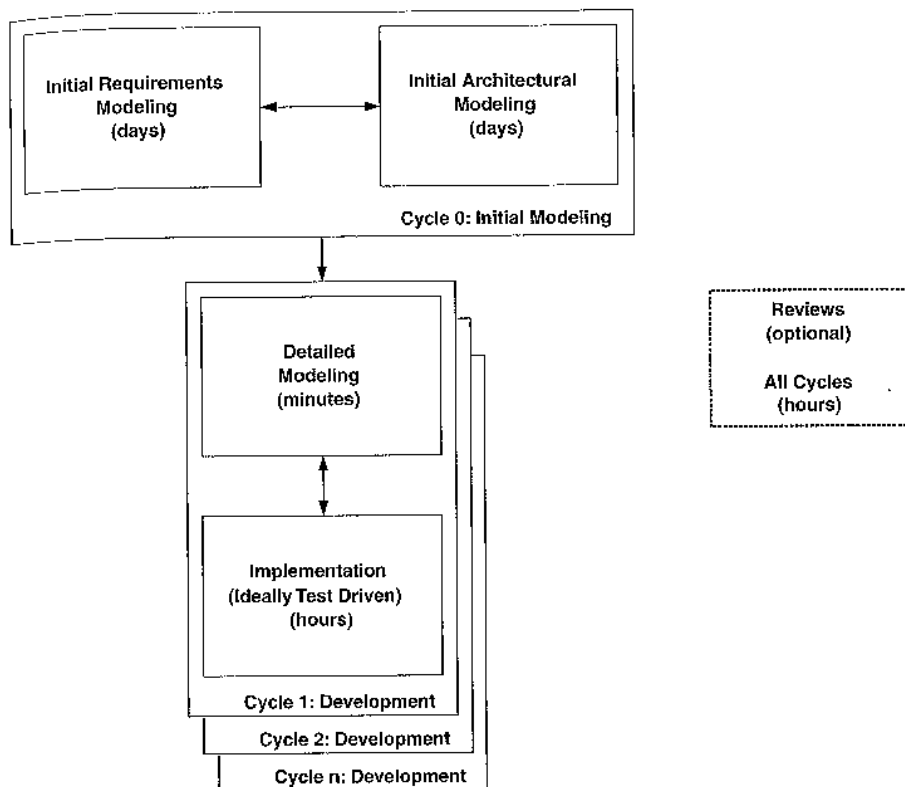 Initial Requirements
Modeling
(days)
Initial Architectural
Modeling
(days)
Cycle 0: Initial Modeling
Detailed
Modeling
(minutes)
Reviews
(optional)
All Cycles
(hours)
Implementation
(Ideally Test Driven)
(hours)
Cycle 1: Development
Cycle 2: Development
Cycle n: Development